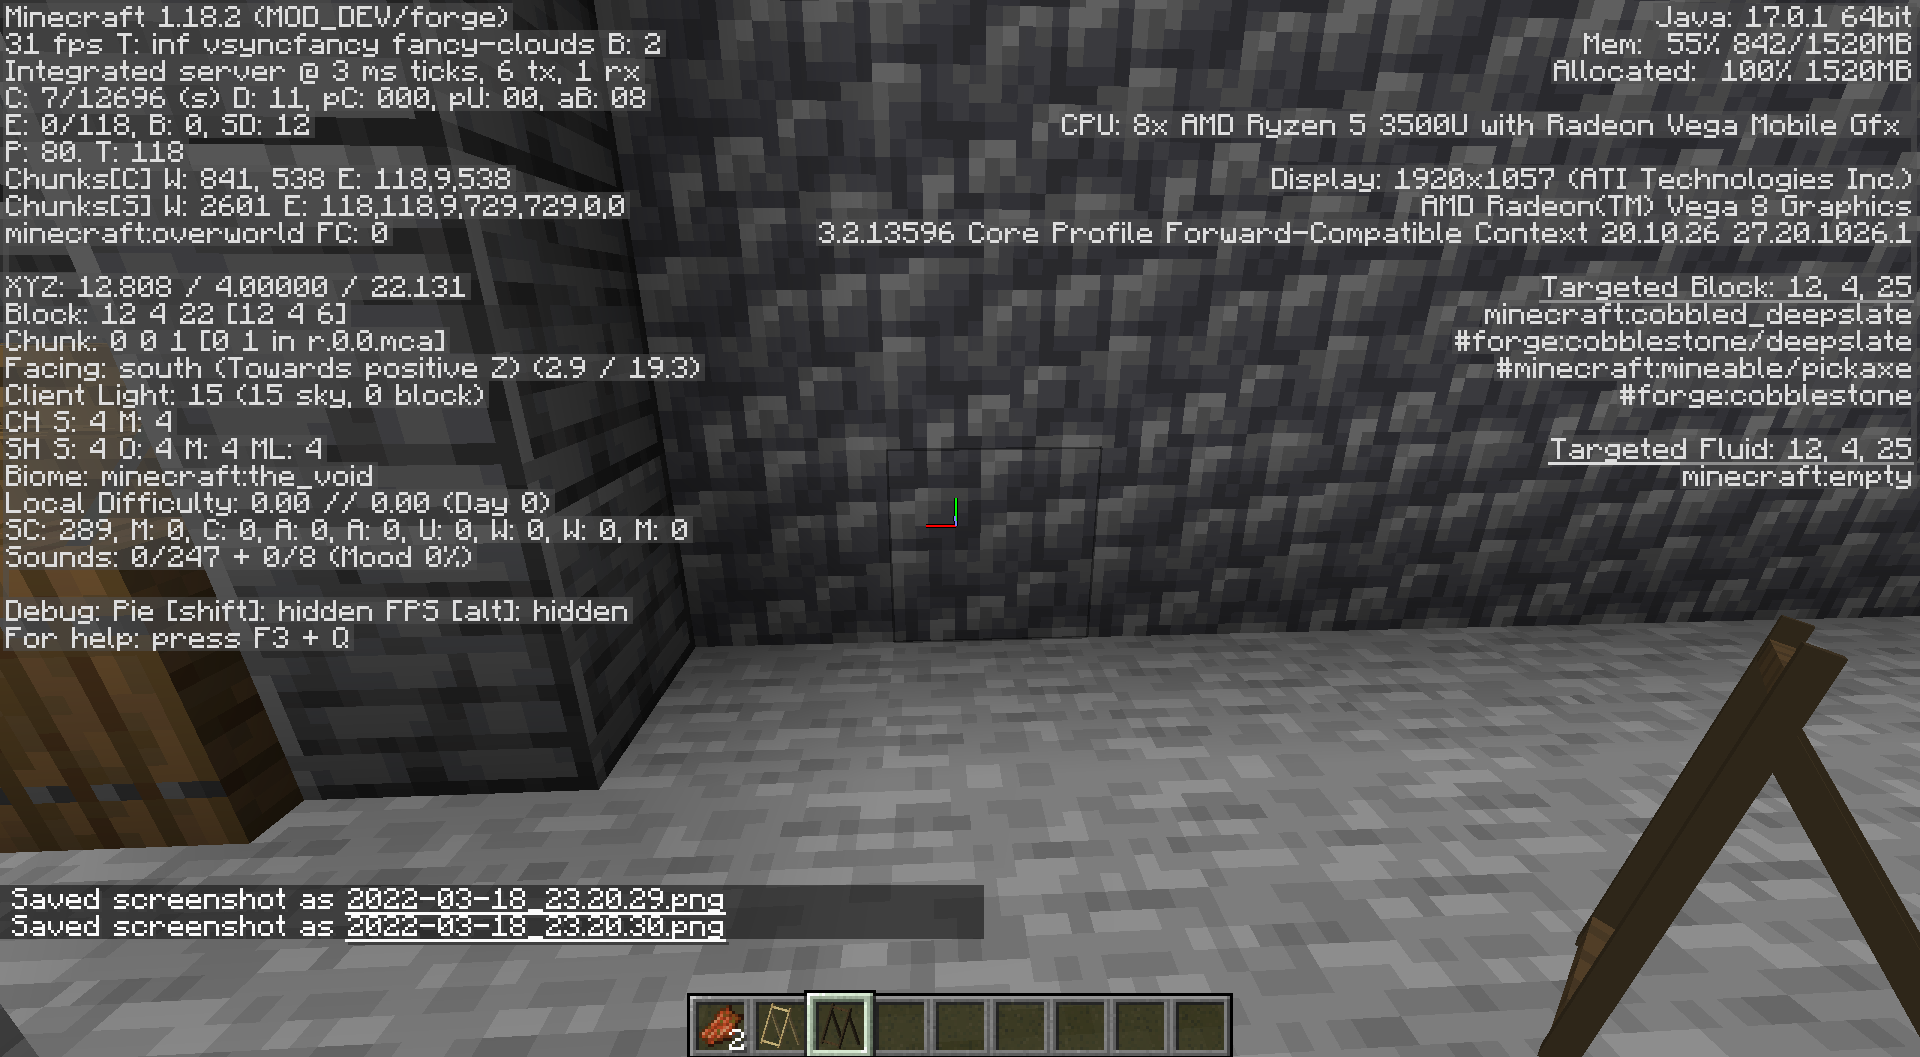 Minecraft 1.18.2 (MOD_DEV/forge)
31 fps T: inf vsyncfancy fancy-clouds B: 2
Integrated server @ 3 ms ticks, 6 tx, 1 rx
C: 7/12696 (s) D: 11, pC: 000, pU: 00, aB: 08
E: 0/118, B: 0, SD: 12
P: 80. T: 118
Chunks[C] W: 841, 538 E: 118,9,538
Chunks[S] W: 2601 E: 118,118,9,729,729,0,0
minecraft:overworld FC: 0
XYZ: 12.808 / 4.00000 / 22.131
Block: 12 4 22 [12 4 6]
Chunk: 0 0 1 [0 1 in r.0.0.mca]
Facing: south (Towards positive Z) (2.9 / 19.3)
Client Light: 15 (15 sky, 0 block)
CH S: 4 M: 4
SH S: 4 O: 4 M: 4 ML: 4
Biome: minecraft:the_void
Local Difficulty: 0.00 // 0.00 (Day 0)
SC: 289, M: 0, C: 0, A: 0, A: 0, U: 0, W: 0, W: 0, M: 0
Sounds: 0/247 + 0/8 (Mood 0%)
Debug: Pie [shift]: hidden FPS [alt]: hidden
For help: press F3 + Q
Java: 17.0.1 64bit
Mem: 55% 842/1520MB
Allocated: 100% 1520MB
CPU: 8x AMD Ryzen 5 3500U with Radeon Vega Mobile Gfx
Display: 1920x1057 (ATI Technologies Inc.)
AMD Radeon(TM) Vega 8 Graphics
3.2.13596 Core Profile Forward-Compatible Context 20.10.26 27.20.1026.1
Targeted Block: 12, 4, 25
minecraft:cobbled_deepslate
#forge:cobblestone/deepslate
#minecraft:mineable/pickaxe
#forge:cobblestone
Targeted Fluid: 12, 4, 25
minecraft:empty
Saved screenshot as 2022-03-18_23.20.29.png
Saved screenshot as 2022-03-18_23.20.30.png
2